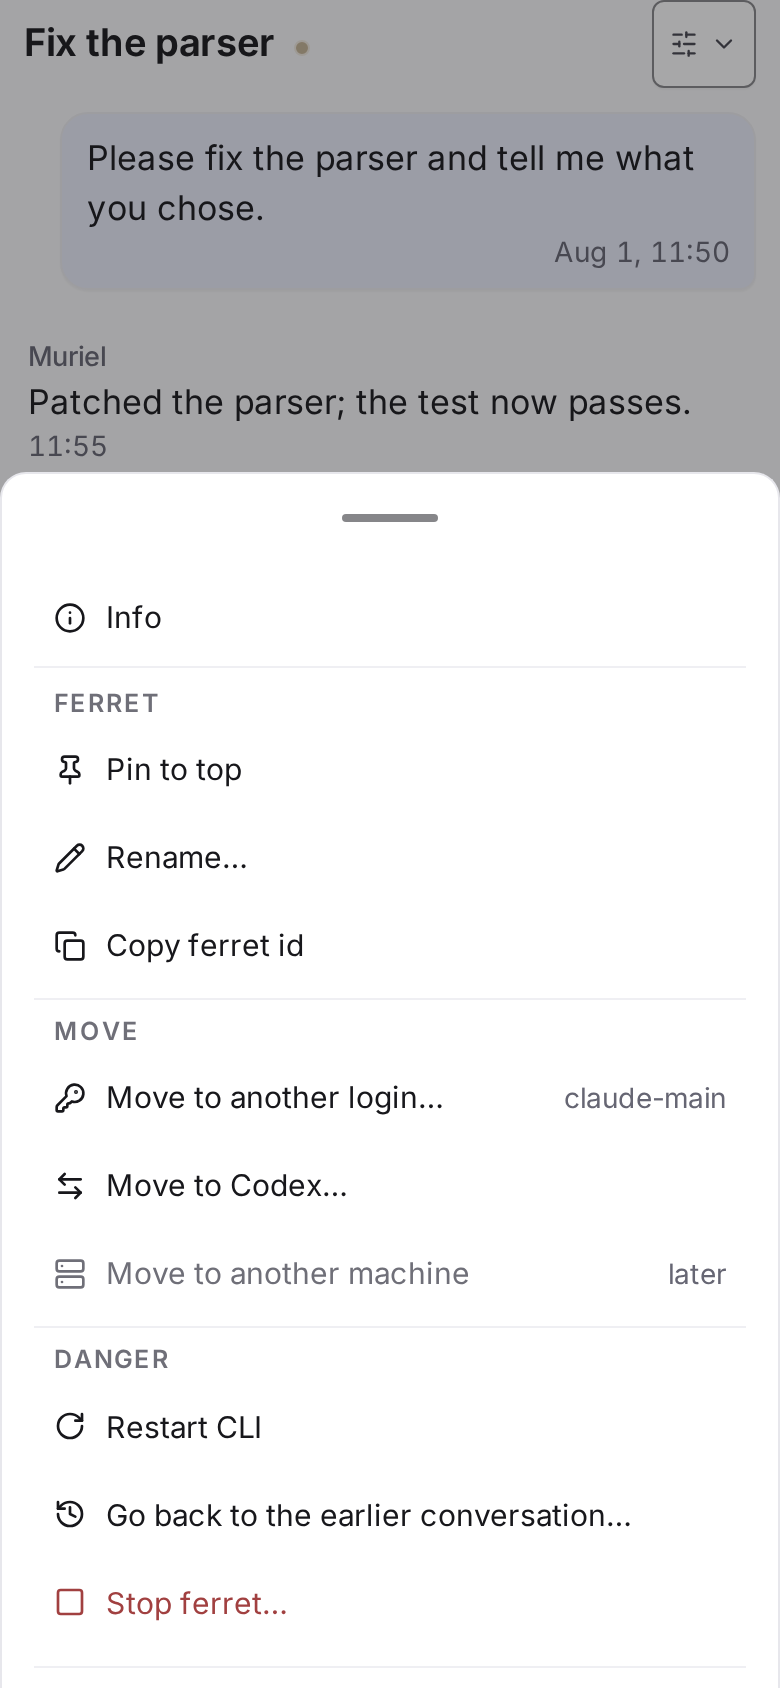 Fix the parser
Please fix the parser and tell me what
you chose.
Aug 1, 11:50
Muriel
Patched the parser; the test now passes.
11:55
Info
FERRET
Pin to top
Rename...
Copy ferret id
MOVE
Move to another login... claude-main
Move to Codex...
Move to another machine later
DANGER
Restart CLI
Go back to the earlier conversation...
Stop ferret...